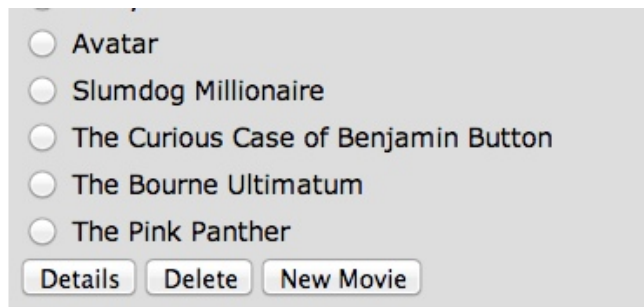 Avatar
Slumdog Millionaire
The Curious Case of Benjamin Button
The Bourne Ultimatum
The Pink Panther
Details Delete New Movie